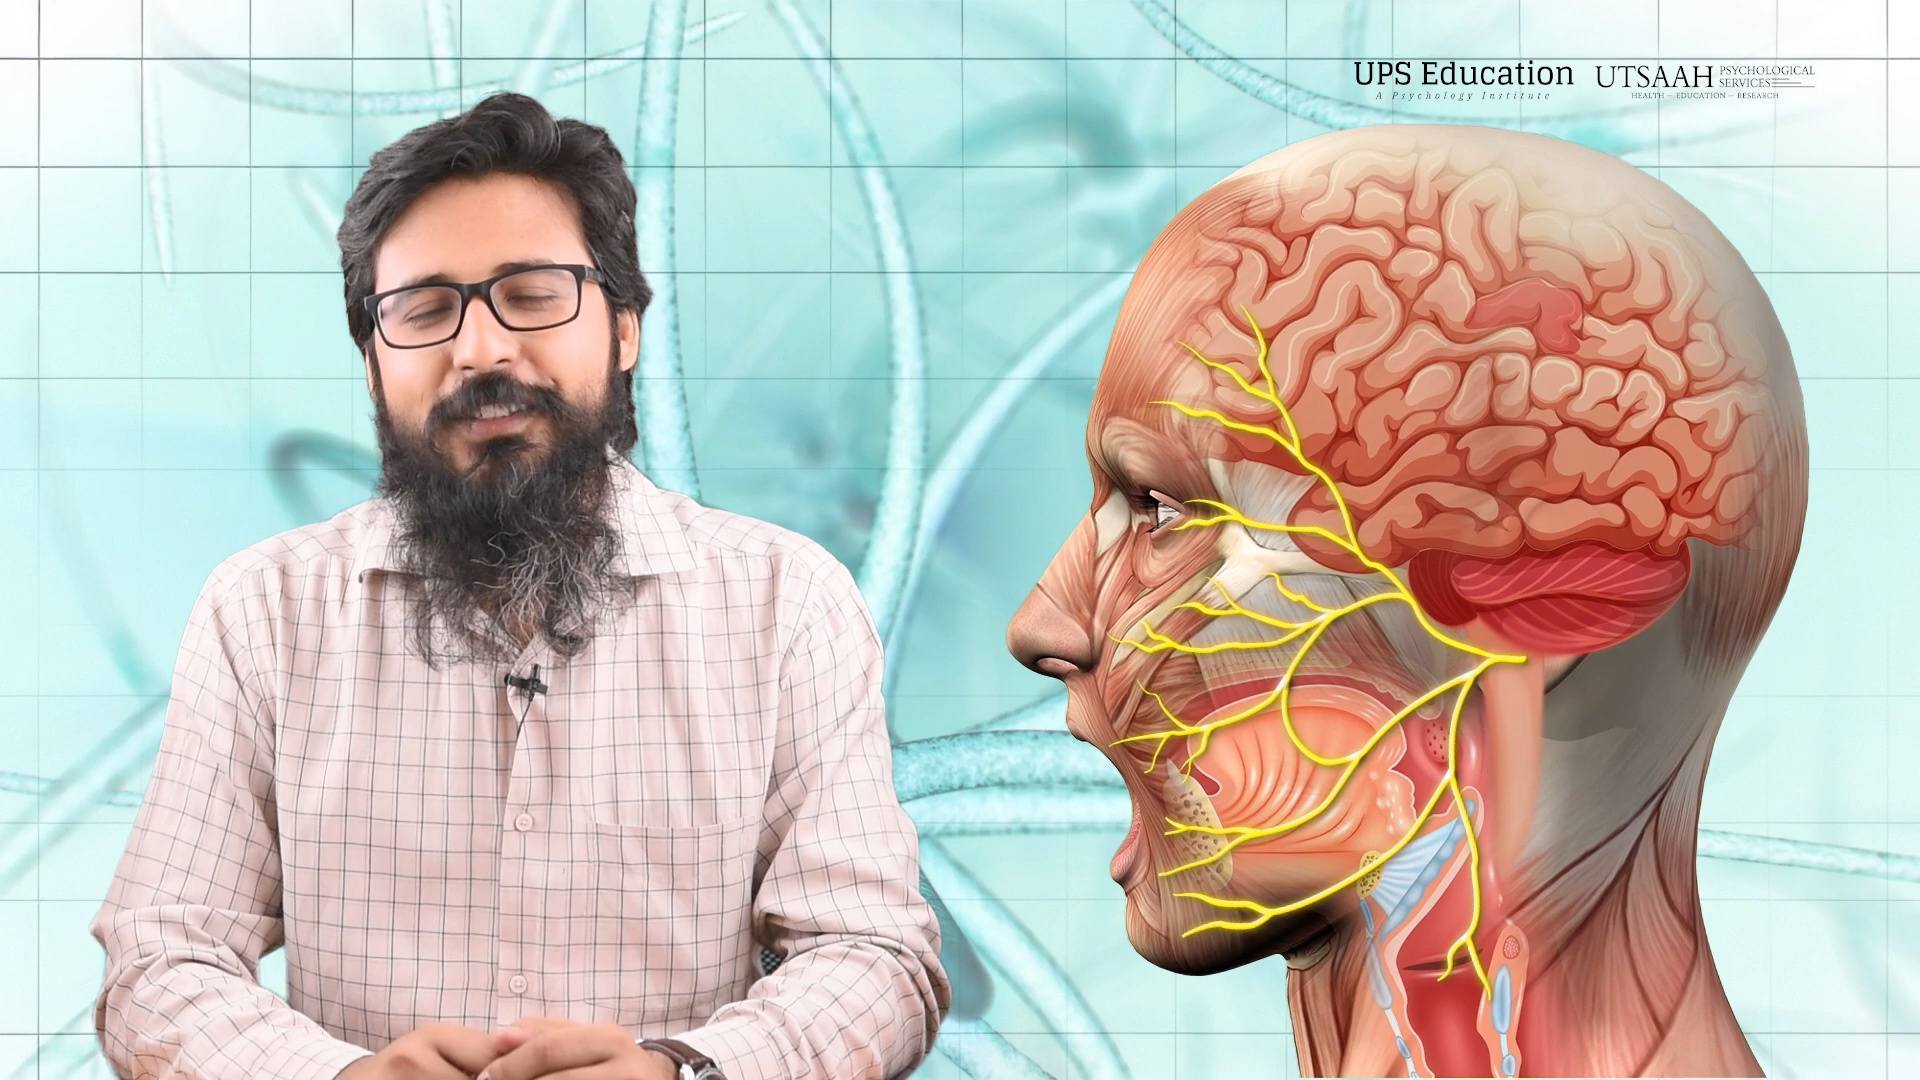 UPS Education
A Psychology Institute
UTSAAH PSYCHOLOGICAL SERVICES
HEALTH — EDUCATION — RESEARCH